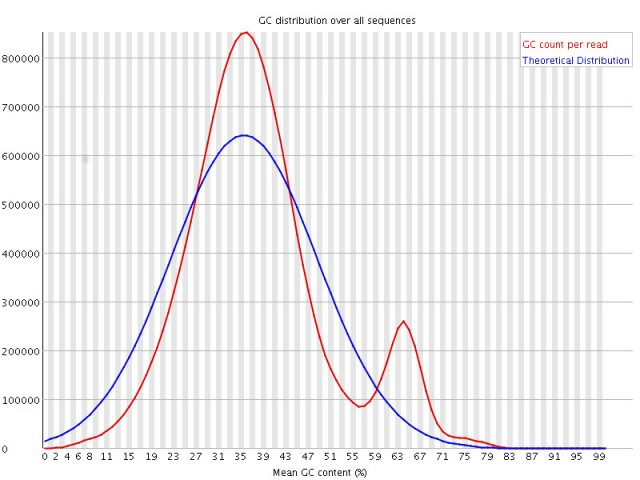 GC distribution over all sequences
GC count per read
Theoretical Distribution
800000
700000
600000
500000
400000
300000
200000
100000
0
0 2 4 6 8 11 15 19 23 27 31 35 39 43 47 51 55 59 63 67 71 75 79 83 87 91 95 99
Mean GC content (%)